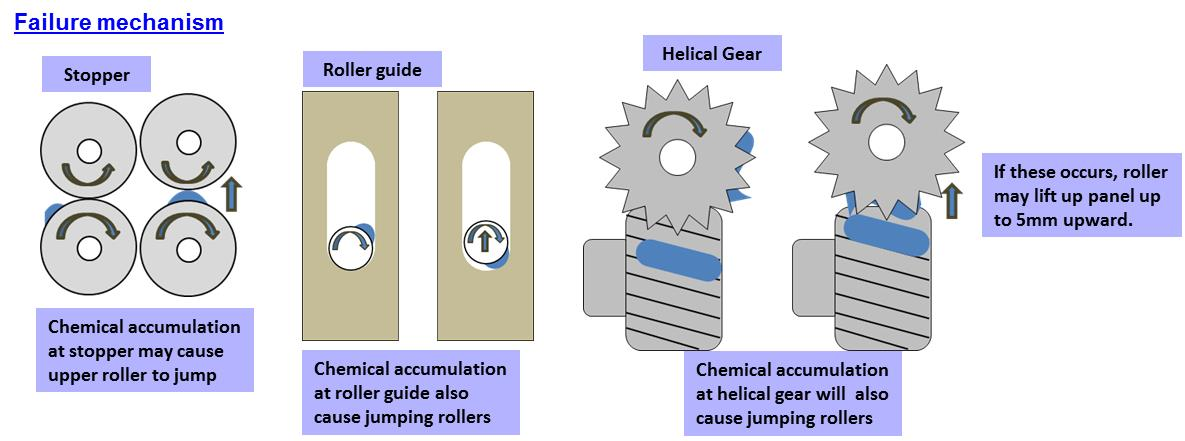 Failure mechanism
Stopper
Chemical accumulation
at stopper may cause
upper roller to jump
Roller guide
Chemical accumulation
at roller guide also
cause jumping rollers
Helical Gear
Chemical accumulation
at helical gear will  also
cause jumping rollers
If these occurs, roller
may lift up panel up
to 5mm upward.